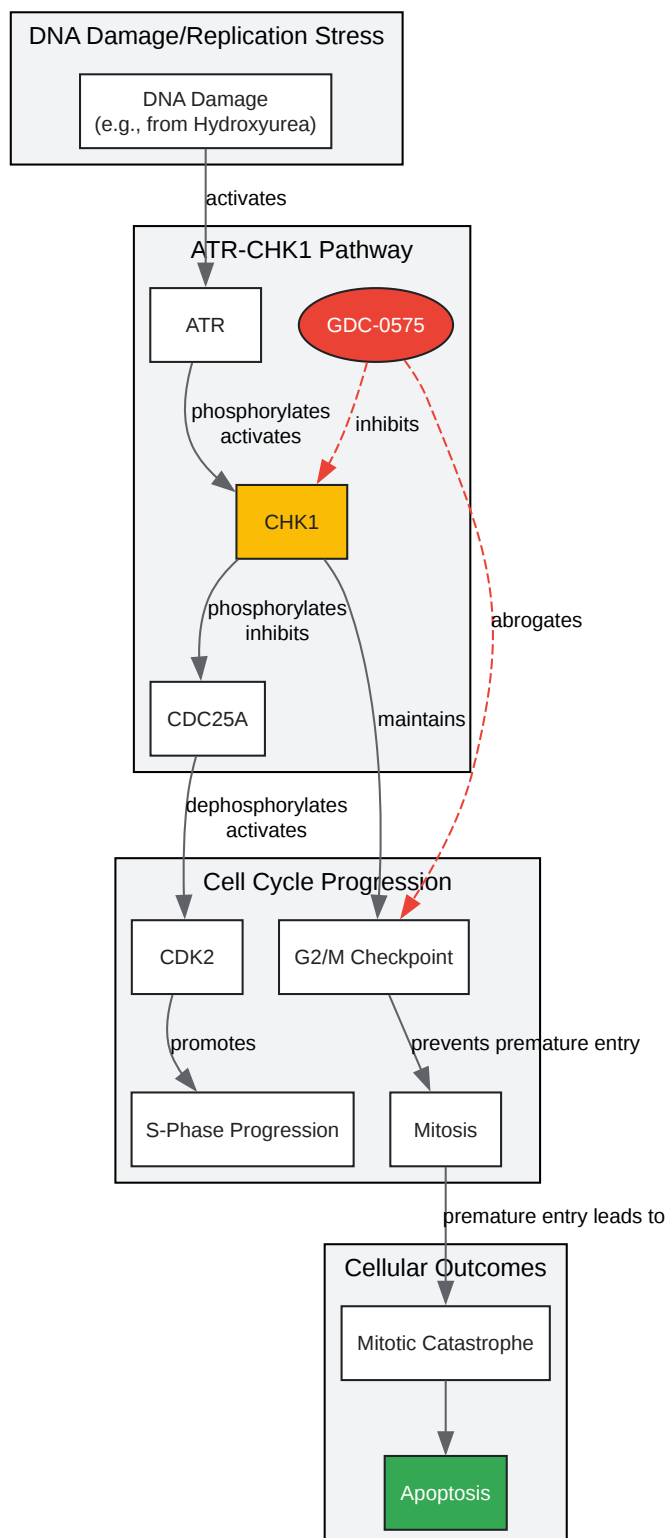 DNA Damage/Replication Stress
DNA Damage
(e.g., from Hydroxyurea)
activates
ATR-CHK1 Pathway
ATR
GDC-0575
phosphorylates
activates
inhibits
CHK1
phosphorylates
inhibits
abrogates
CDC25A
maintains
dephosphorylates
activates
Cell Cycle Progression
CDK2
G2/M Checkpoint
promotes
prevents premature entry
S-Phase Progression
Mitosis
premature entry leads to
Cellular Outcomes
Mitotic Catastrophe
Apoptosis